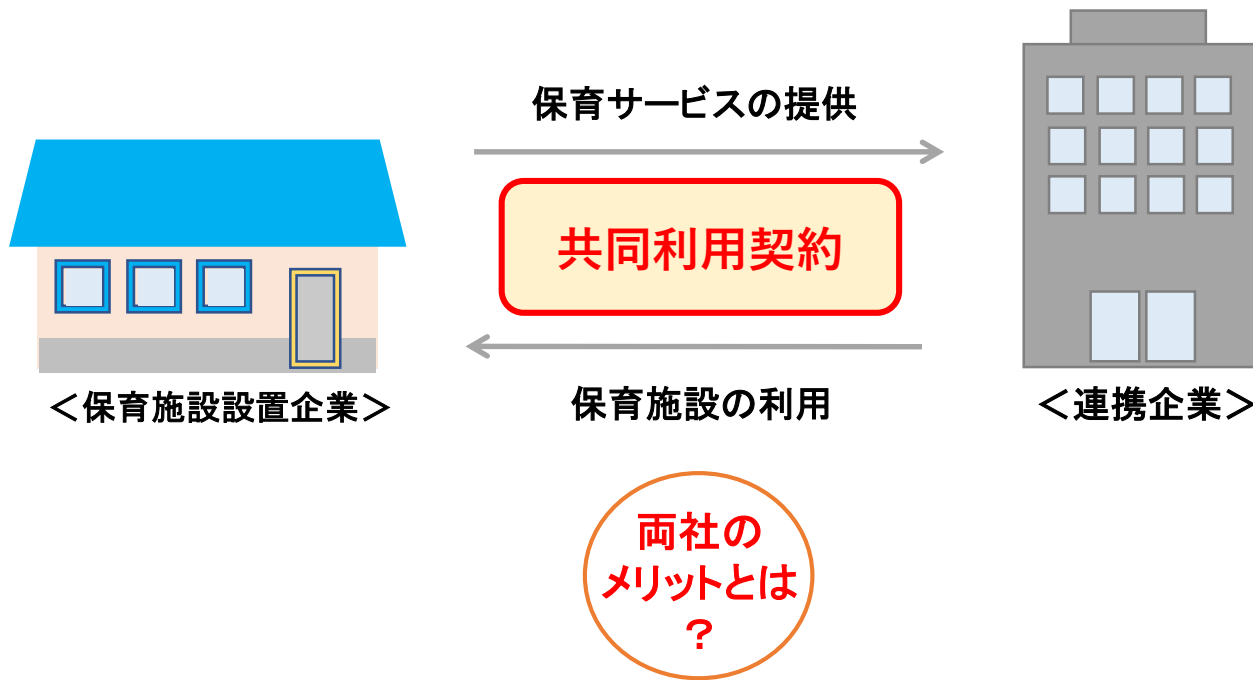 保育サービスの提供
共同利用契約
<保育施設設置企業>
保育施設の利用
<連携企業>
両社の
メリットとは
?